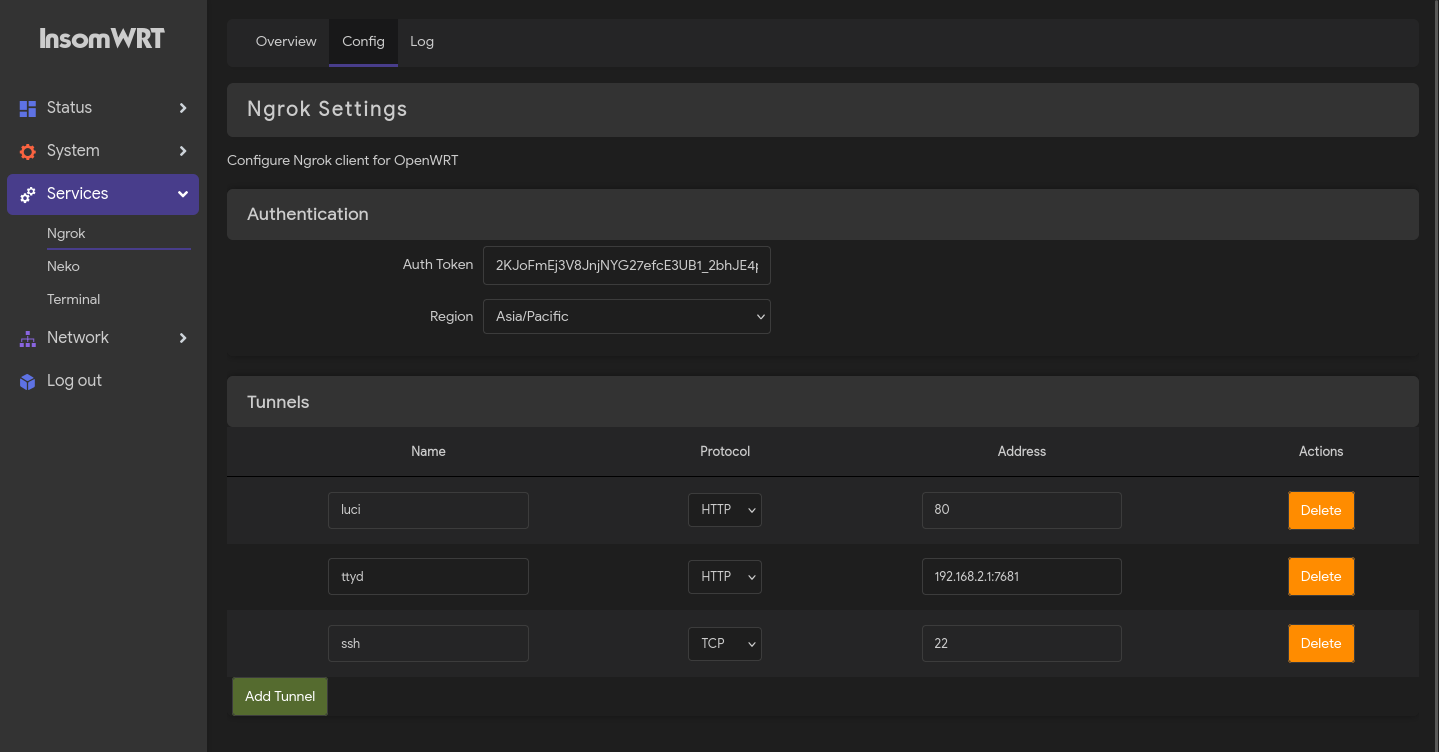 InsomWRT
Status
System
Services
Ngrok
Neko
Terminal
Network
Log out
Overview Config Log
Ngrok Settings
Configure Ngrok client for OpenWRT
Authentication
Auth Token 2KJoFmEj3V8JnjNYG27efcE3UB1_2bhJE4p
Region Asia/Pacific
Tunnels
Name Protocol Address Actions
luci HTTP 80 Delete
ttyd HTTP 192.168.2.1:7681 Delete
ssh TCP 22 Delete
Add Tunnel